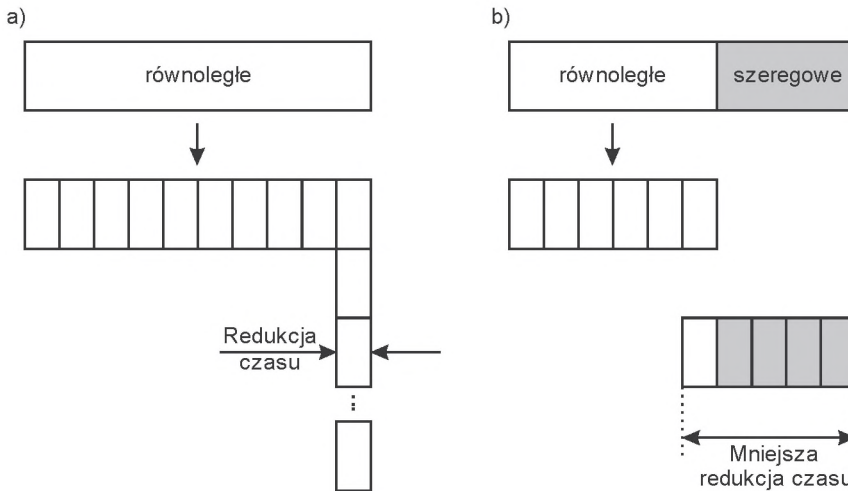 a)
równoległe
Redukcja
czasu
b)
równoległe
szeregowe
Mniejsza
redukcja czasu